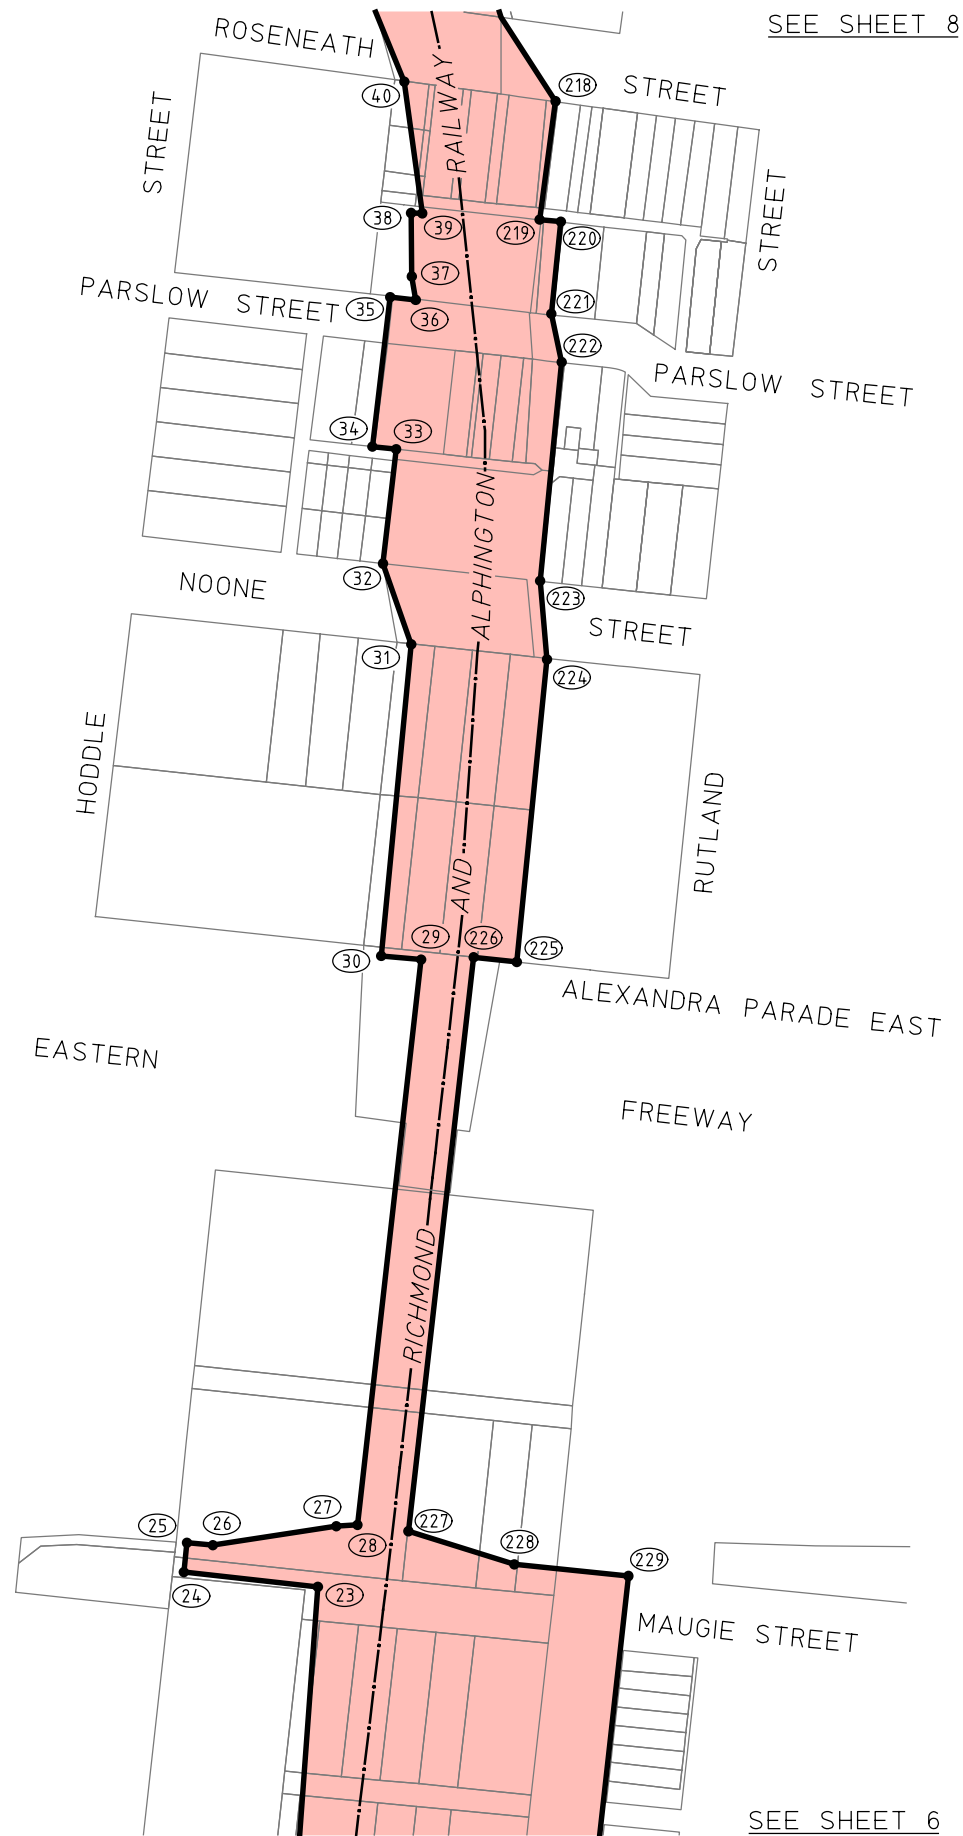 SEE SHEET 8
ROSENEATH STREET
40
218
STREET
RAILWAY
STREET
38
39
219
220
37
PARSLOW STREET
35
36
221
222
PARSLOW STREET
34
33
ALPHINGTON
32
NOONE STREET
223
31
224
HODDLE
RUTLAND
AND
29
226
225
30
ALEXANDRA PARADE EAST
EASTERN
FREEWAY
RICHMOND
27
25
26
28
227
228
229
24
23
MAUGIE STREET
SEE SHEET 6